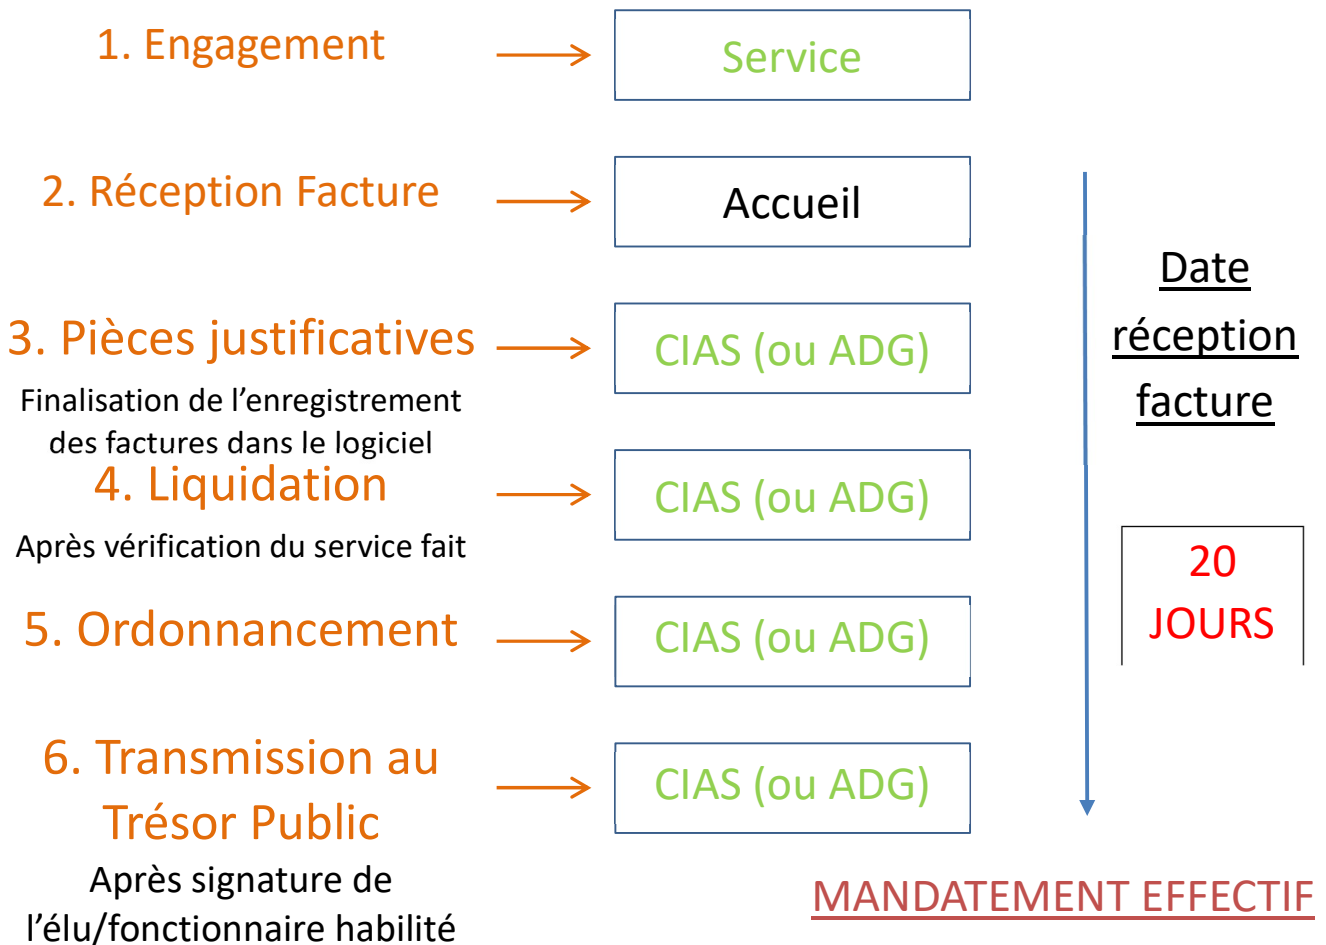 1. Engagement
Service
2. Réception Facture
Accueil
3. Pièces justificatives
CIAS (ou ADG)
Finalisation de l’enregistrement
des factures dans le logiciel
4. Liquidation
CIAS (ou ADG)
Après vérification du service fait
5. Ordonnancement
CIAS (ou ADG)
6. Transmission au
Trésor Public
CIAS (ou ADG)
Après signature de
l’élu/fonctionnaire habilité
Date
réception
facture
20
JOURS
MANDATEMENT EFFECTIF